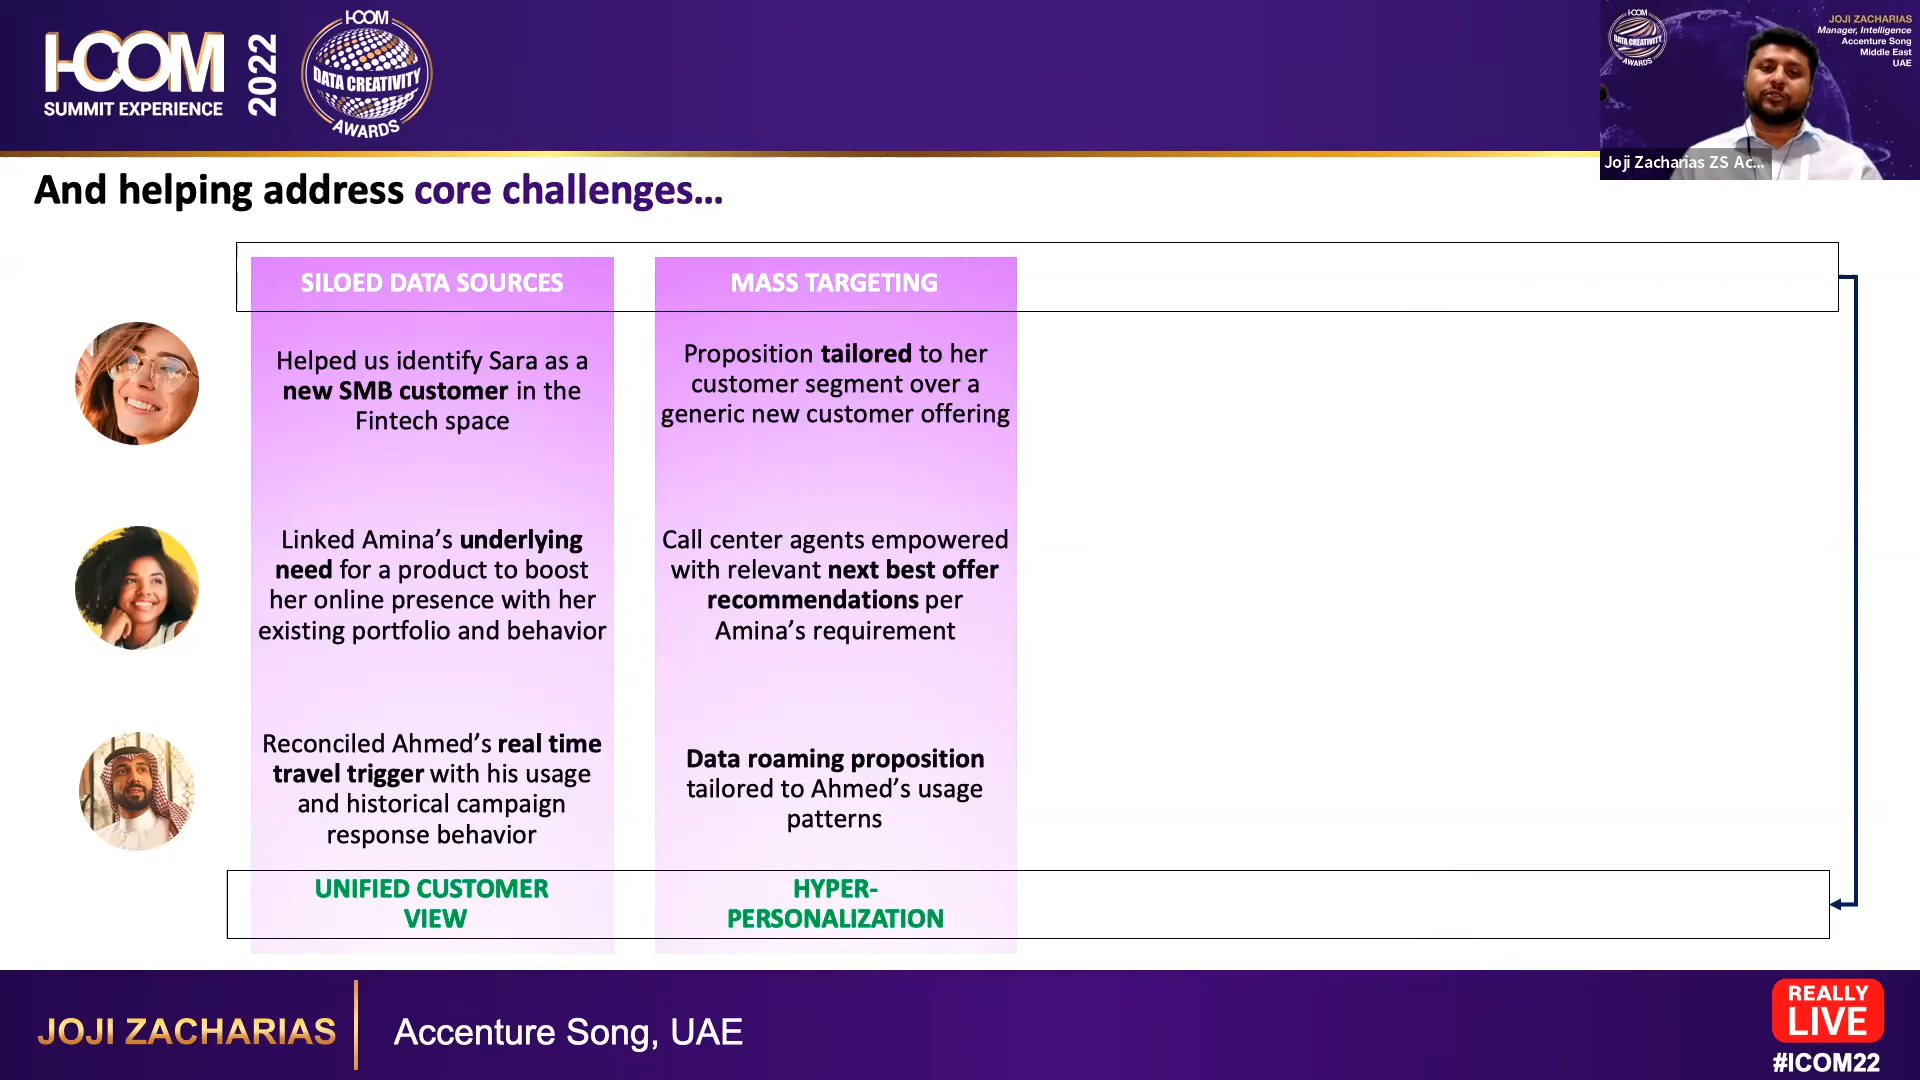 I-COM
SUMMIT EXPERIENCE
2022
I-COM
DATA CREATIVITY
AWARDS
I-COM
DATA CREATIVITY
AWARDS
JOJI ZACHARIAS
Manager, Intelligence
Accenture Song
Middle East
UAE
Joji Zacharias ZS Ac...
And helping address core challenges...
SILOED DATA SOURCES
MASS TARGETING
Helped us identify Sara as a
new SMB customer in the
Fintech space
Proposition tailored to her
customer segment over a
generic new customer offering
Linked Amina’s underlying
need for a product to boost
her online presence with her
existing portfolio and behavior
Call center agents empowered
with relevant next best offer
recommendations per
Amina’s requirement
Reconciled Ahmed’s real time
travel trigger with his usage
and historical campaign
response behavior
Data roaming proposition
tailored to Ahmed’s usage
patterns
UNIFIED CUSTOMER
VIEW
HYPER-
PERSONALIZATION
JOJI ZACHARIAS
Accenture Song, UAE
REALLY
LIVE
#ICOM22